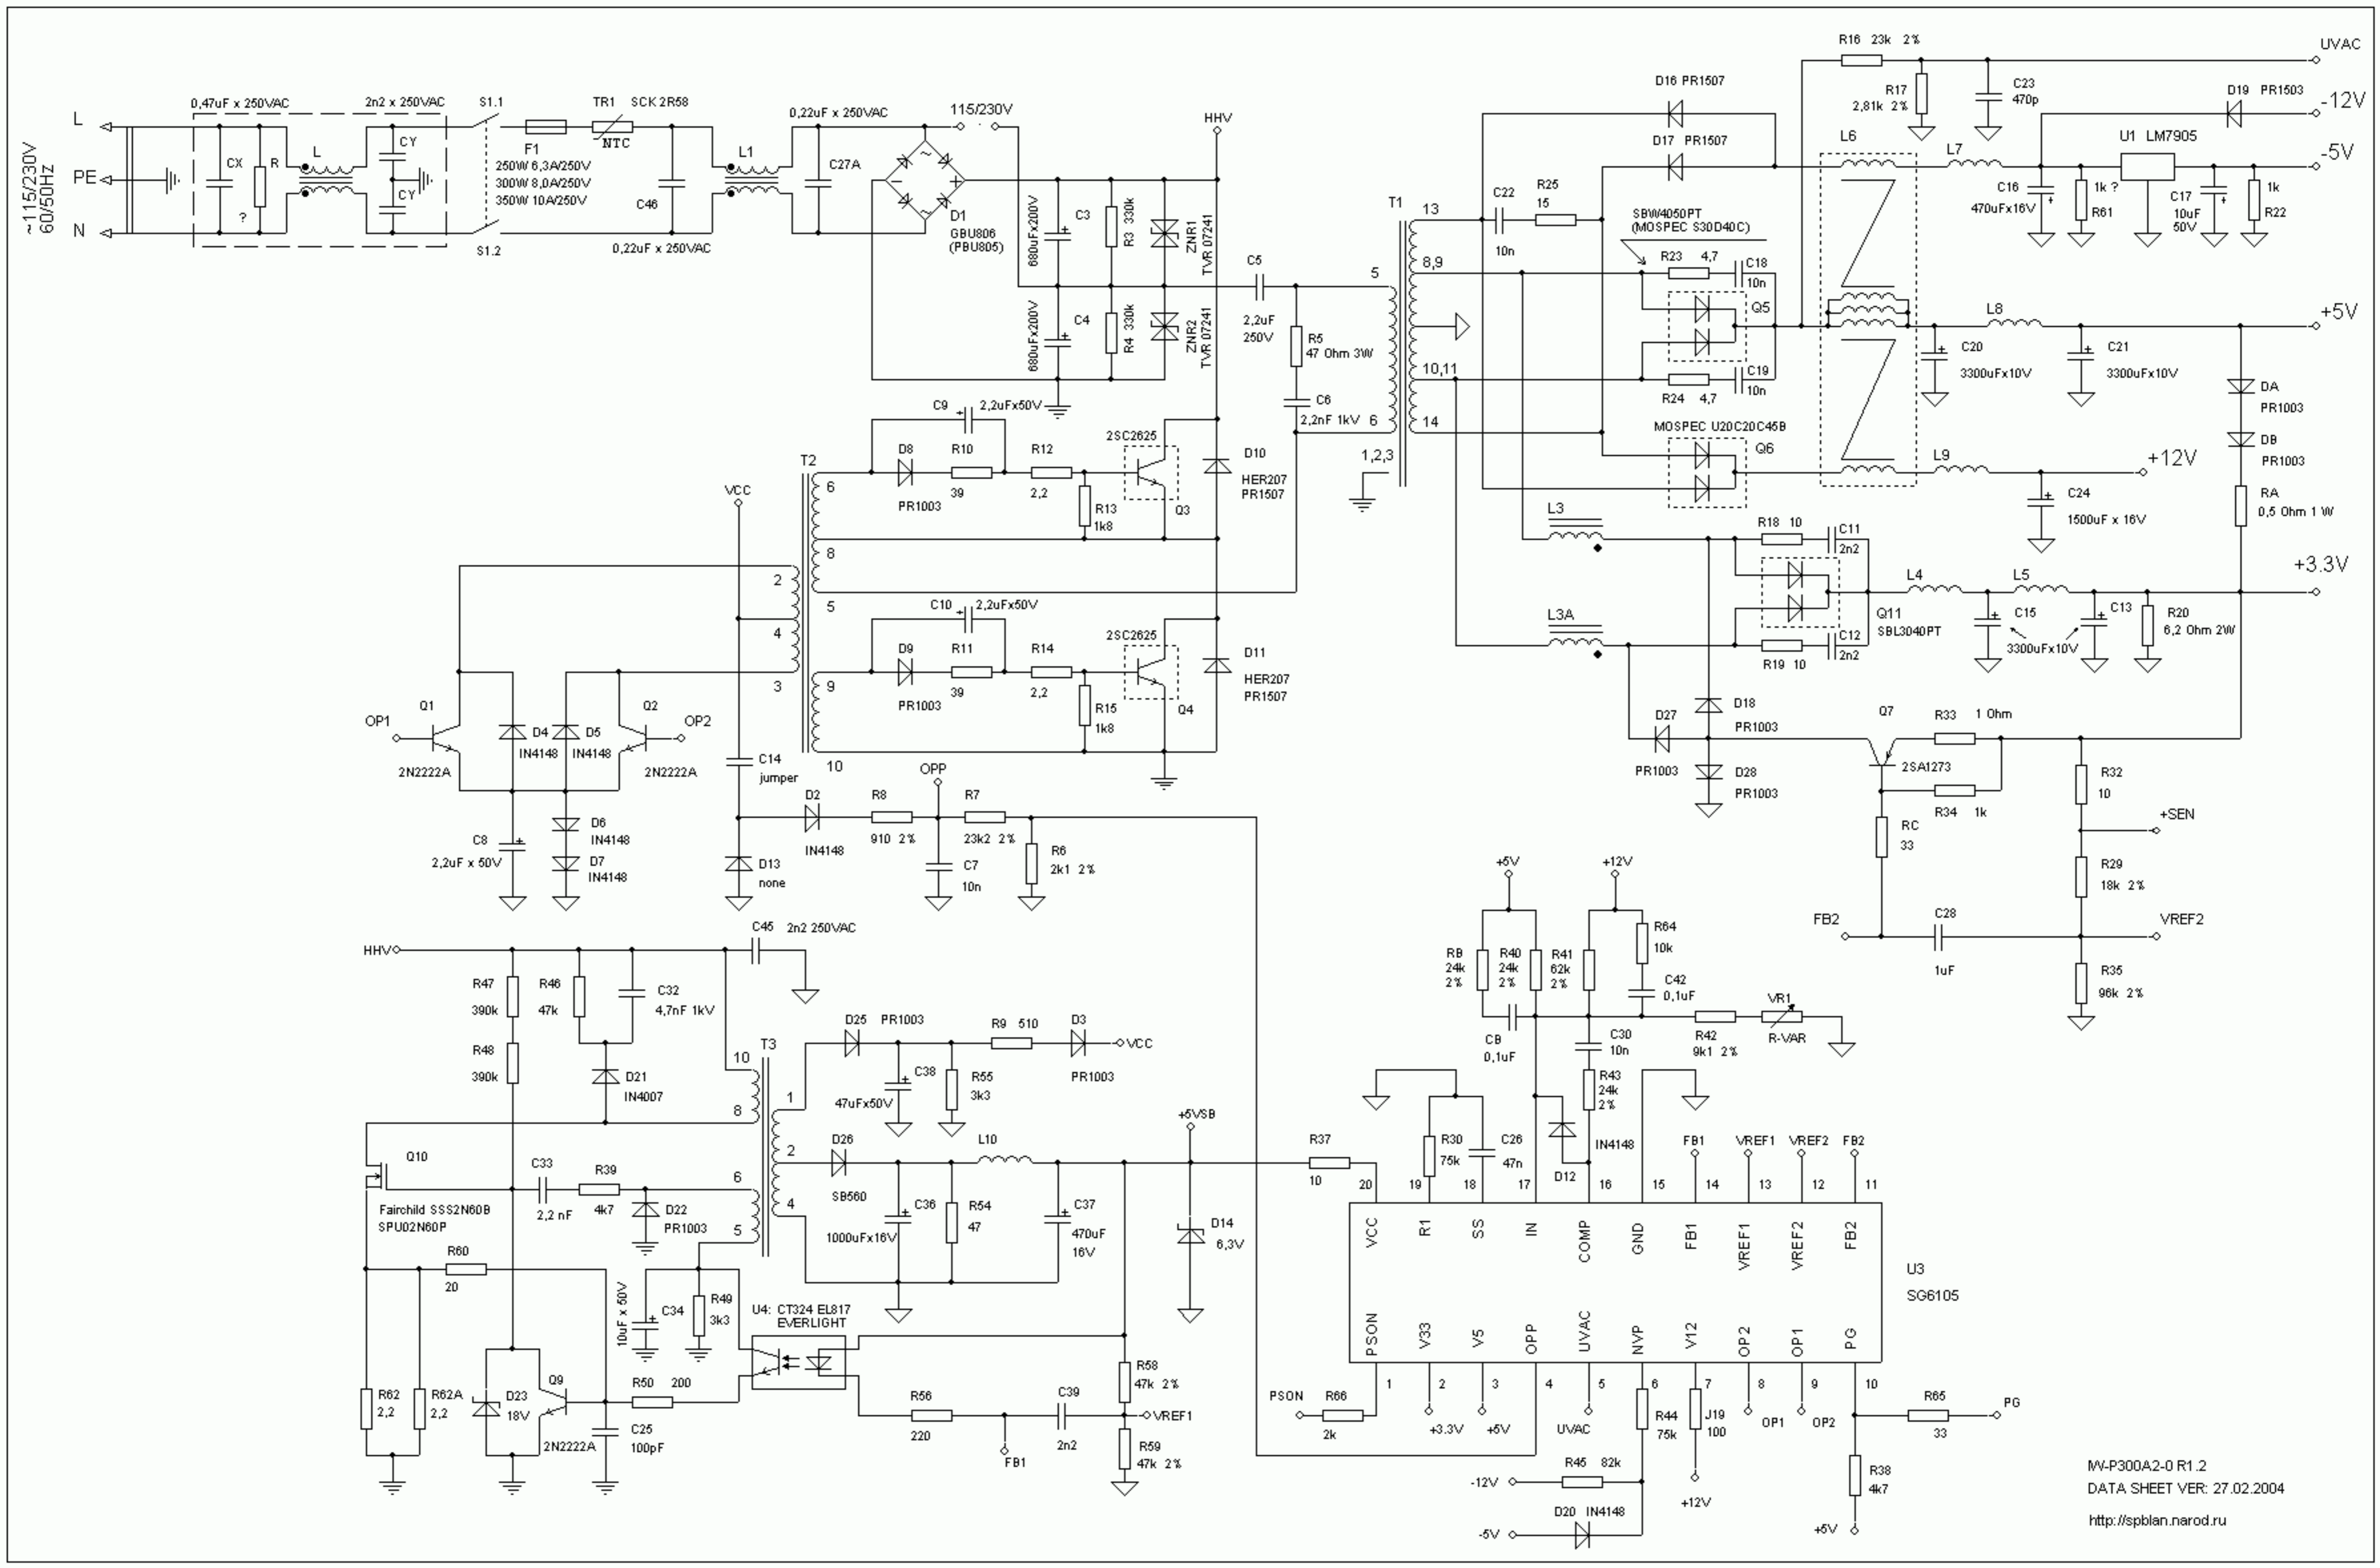 ~115/230V
60/50Hz
L
PE
N
0,47uF x 250VAC
CX
R
?
L
2n2 x 250VAC
CY
CY
S1.1
S1.2
F1
250W 6,3A/250V
300W 8,0A/250V
350W 10A/250V
TR1 SCK 2R58
NTC
C46
0,22uF x 250VAC
L1
0,22uF x 250VAC
C27A
115/230V
D1
GBU806
(PBU805)
680uFx200V
C3
R3 330k
ZNR1
TVR 07241
680uFx200V
C4
R4 330k
ZNR2
TVR 07241
HHV
C5
2,2uF
250V
R5
47 Ohm 3W
C6
2,2nF 1kV
T1
5
6
1,2,3
13
8,9
10,11
14
C22
10n
R25
15
D16 PR1507
D17 PR1507
SBW4050PT
(MOSPEC S30D40C)
R23 4,7
C18
10n
Q5
C19
10n
R24 4,7
MOSPEC U20C20C45B
Q6
R16 23k 2%
R17
2,81k 2%
C23
470p
UVAC
D19 PR1503
-12V
L6
L7
U1 LM7905
-5V
C16
470uFx16V
1k ?
R61
C17
10uF
50V
1k
R22
L8
+5V
C20
3300uFx10V
C21
3300uFx10V
DA
PR1003
DB
PR1003
L9
+12V
C24
1500uF x 16V
RA
0,5 Ohm 1 W
L3
L3A
R18 10
C11
2n2
Q11
SBL3040PT
R19 10
C12
2n2
L4
L5
+3.3V
C15
C13
3300uFx10V
R20
6,2 Ohm 2W
D27
PR1003
D18
PR1003
D28
PR1003
Q7
2SA1273
R33 1 Ohm
R34 1k
RC
33
R32
10
+SEN
R29
18k 2%
FB2
C28
1uF
VREF2
R35
96k 2%
T2
6
8
5
9
10
2
4
3
C9 2,2uFx50V
D8
PR1003
R10
39
R12
2,2
R13
1k8
2SC2625
Q3
D10
HER207
PR1507
C10 2,2uFx50V
D9
PR1003
R11
39
R14
2,2
R15
1k8
2SC2625
Q4
D11
HER207
PR1507
VCC
OP1
Q1
2N2222A
D4
IN4148
D5
IN4148
Q2
OP2
2N2222A
C8
2,2uF x 50V
D6
IN4148
D7
IN4148
C14
jumper
D13
none
D2
IN4148
R8
910 2%
OPP
C7
10n
R7
23k2 2%
R6
2k1 2%
HHV
C45 2n2 250VAC
R47
390k
R48
390k
R46
47k
C32
4,7nF 1kV
D21
IN4007
Q10
Fairchild SSS2N60B
SPU02N60P
C33
2,2 nF
R39
4k7
D22
PR1003
T3
10
8
6
5
1
2
4
D25 PR1003
C38
47uFx50V
R55
3k3
R9 510
D3
PR1003
VCC
D26
SB560
L10
C36
1000uFx16V
R54
47
C37
470uF
16V
+5VSB
D14
6,3V
R60
20
R62
2,2
R62A
2,2
D23
18V
Q9
2N2222A
C25
100pF
R50 200
10uF x 50V
C34
R49
3k3
U4: CT324 EL817
EVERLIGHT
R56
220
FB1
C39
2n2
R58
47k 2%
VREF1
R59
47k 2%
R37
10
+5V
RB
24k
2%
R40
24k
2%
CB
0,1uF
+12V
R41
62k
2%
R64
10k
C42
0,1uF
C30
10n
R43
24k
2%
R42
9k1 2%
VR1
R-VAR
R30
75k
C26
47n
D12
IN4148
FB1
VREF1
VREF2
FB2
20
19
18
17
16
15
14
13
12
11
VCC
R1
SS
IN
COMP
GND
FB1
VREF1
VREF2
FB2
U3
SG6105
PSON
V33
V5
OPP
UVAC
NVP
V12
OP2
OP1
PG
1
2
3
4
5
6
7
8
9
10
PSON
R66
2k
+3.3V
+5V
UVAC
R44
75k
J19
100
OP1
OP2
R65
33
PG
R45 82k
-12V
D20 IN4148
-5V
+12V
R38
4k7
+5V
IW-P300A2-0 R1.2
DATA SHEET VER: 27.02.2004
http://spblan.narod.ru